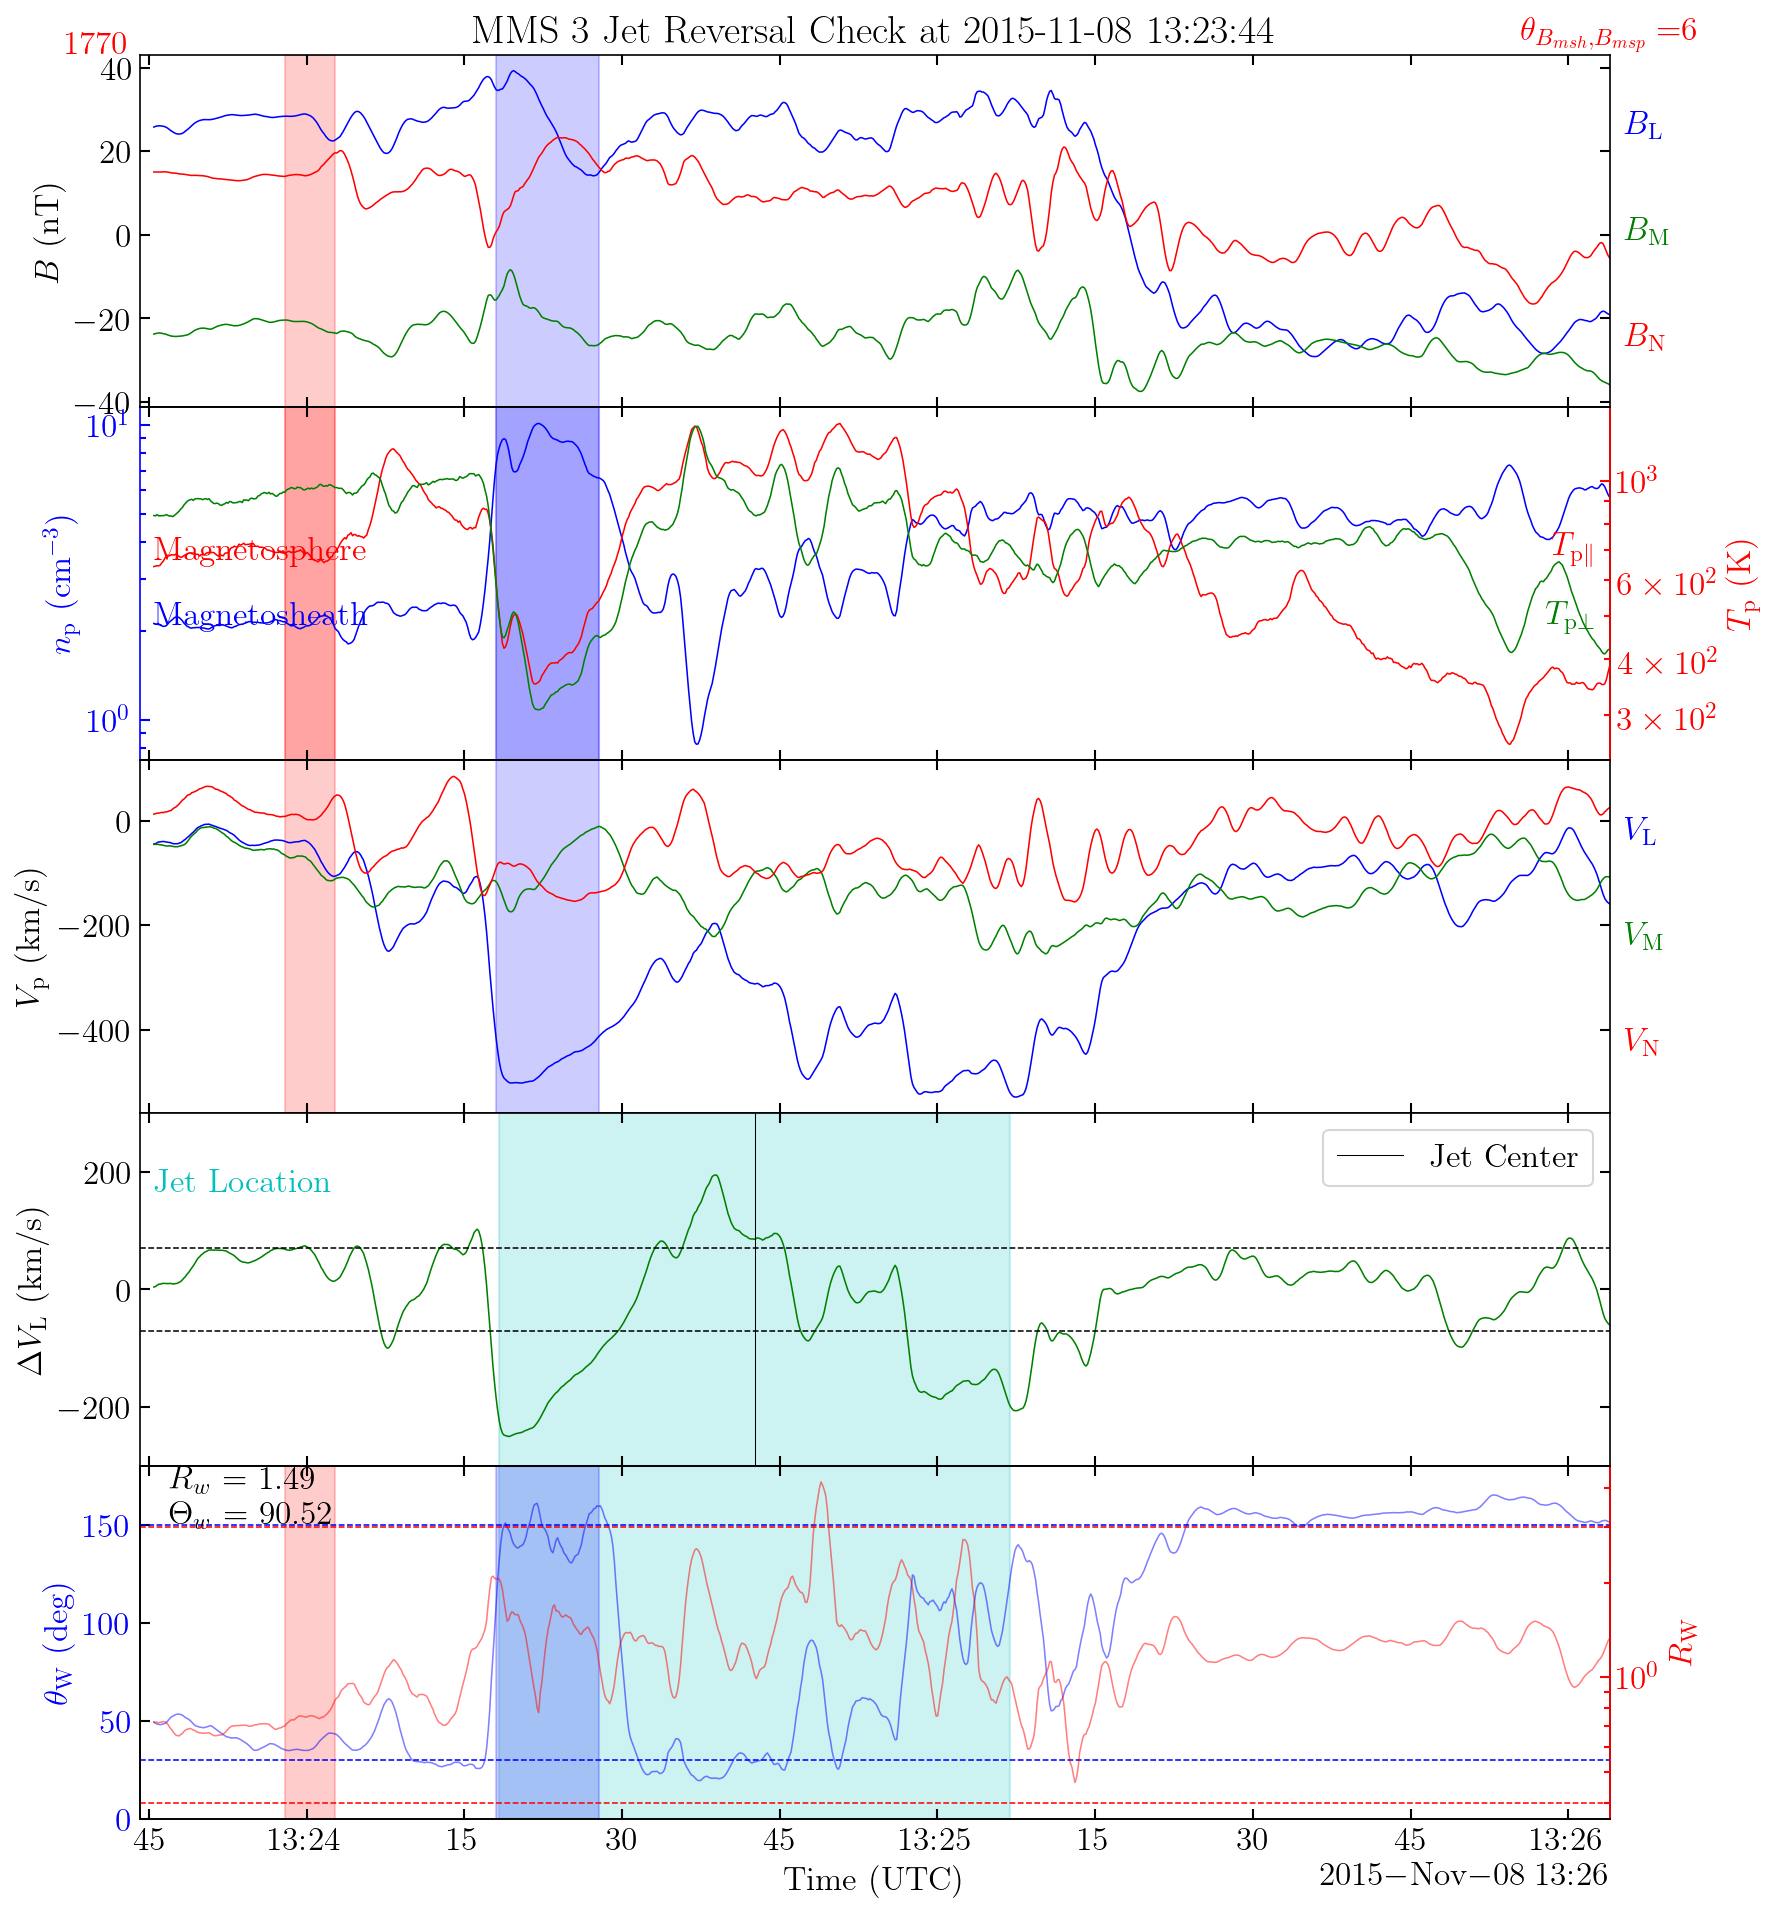 MMS 3 Jet Reversal Check at 2015-11-08 13:23:44
1770
θ_{B_{msh},B_{msp}} =6
40
20
0
−20
−40
B (nT)
B_L
B_M
B_N
10^1
10^0
n_p (cm^{−3})
Magnetosphere
Magnetosheath
10^3
6 × 10^2
4 × 10^2
3 × 10^2
T_{p∥}
T_{p⊥}
T_p (K)
0
−200
−400
V_p (km/s)
V_L
V_M
V_N
200
0
−200
ΔV_L (km/s)
Jet Location
Jet Center
R_w = 1.49
Θ_w = 90.52
150
100
50
0
θ_W (deg)
10^0
R_W
45 13:24 15 30 45 13:25 15 30 45 13:26
Time (UTC)
2015−Nov−08 13:26